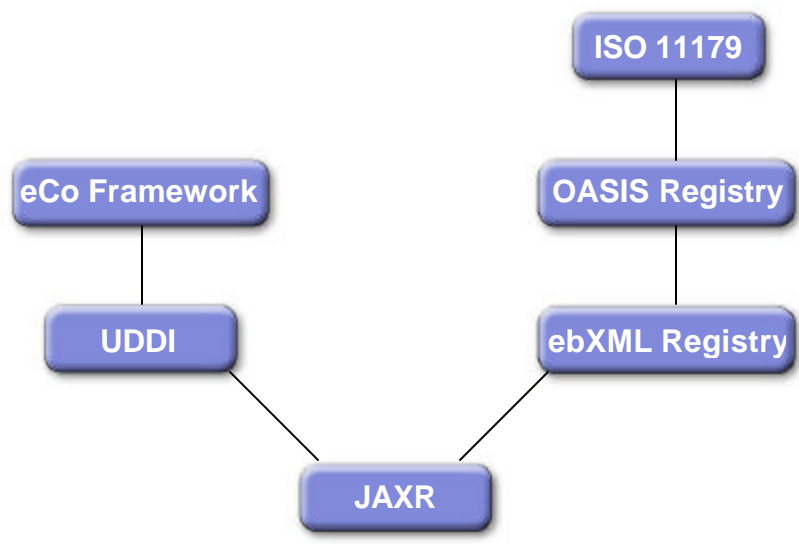 ISO 11179
eCo Framework
OASIS Registry
UDDI
ebXML Registry
JAXR